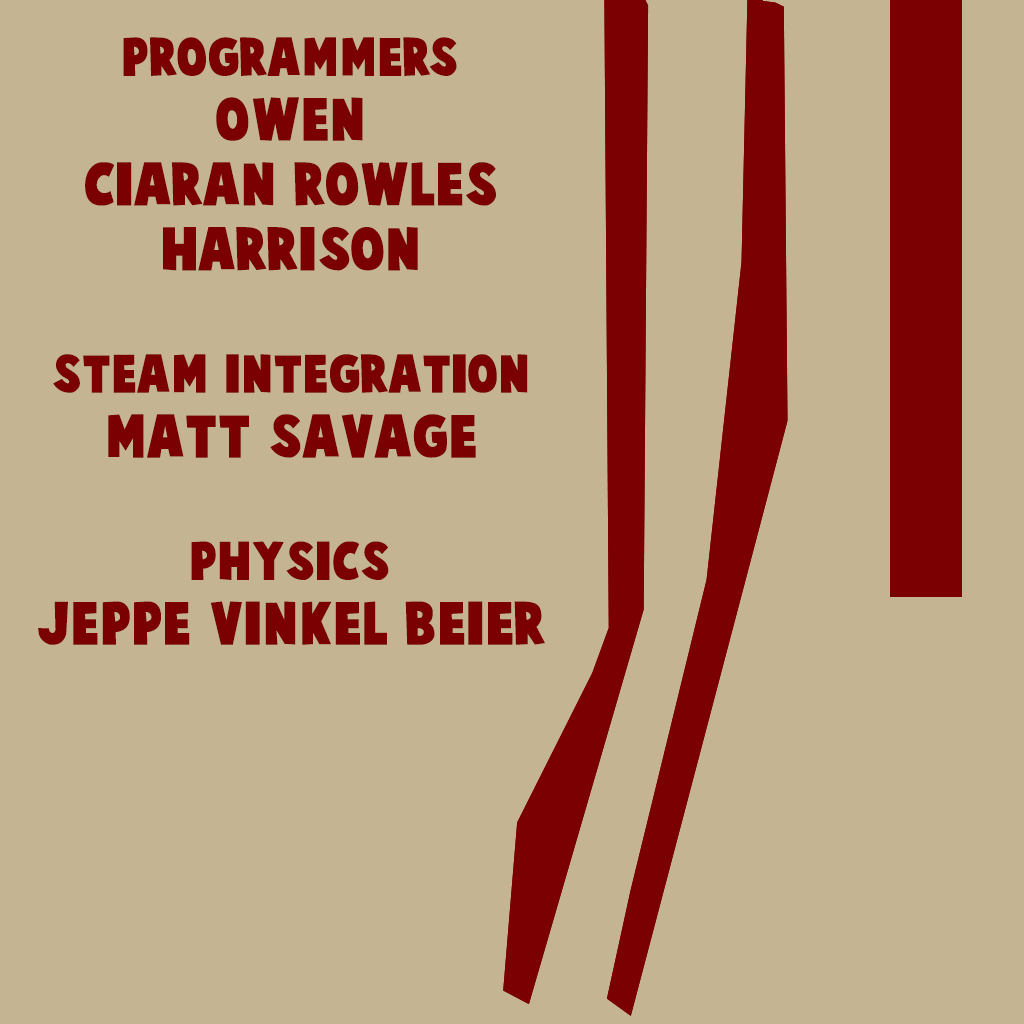 PROGRAMMERS
OWEN
CIARAN ROWLES
HARRISON
STEAM INTEGRATION
MATT SAVAGE
PHYSICS
JEPPE VINKEL BEIER